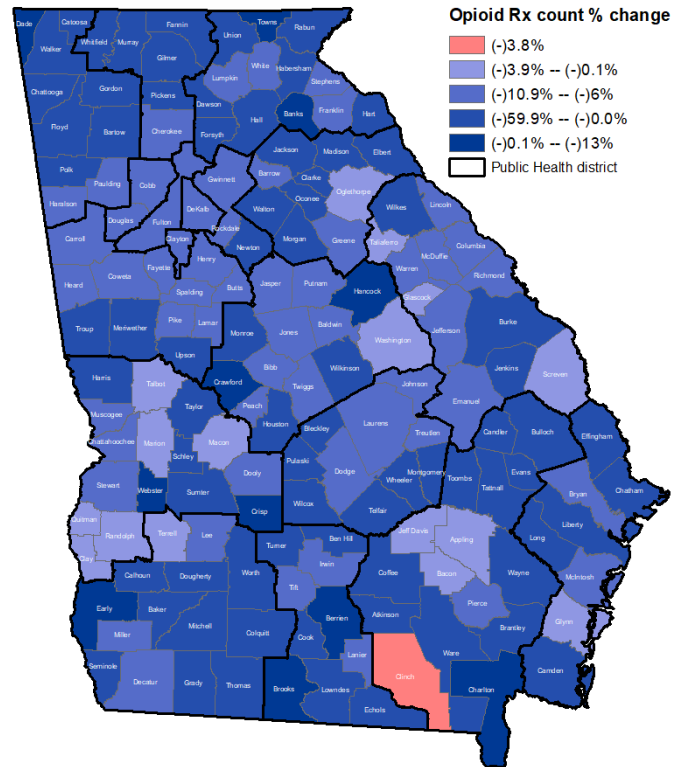 Opioid Rx count % change
(-)3.8%
(-)3.9% -- (-)0.1%
(-)10.9% -- (-)6%
(-)59.9% -- (-)0.0%
(-)0.1% -- (-)13%
Public Health district
Dade
Catoosa
Fannin
Towns
Rabun
Walker
Whitfield
Murray
Union
Gilmer
White
Habersham
Lumpkin
Stephens
Chattooga
Gordon
Pickens
Dawson
Banks
Franklin
Hart
Floyd
Bartow
Cherokee
Forsyth
Hall
Jackson
Madison
Elbert
Polk
Paulding
Cobb
Gwinnett
Barrow
Clarke
Oglethorpe
Haralson
Douglas
Fulton
DeKalb
Walton
Oconee
Wilkes
Lincoln
Rockdale
Carroll
Clayton
Newton
Morgan
Greene
Taliaferro
Columbia
McDuffie
Henry
Fayette
Warren
Richmond
Heard
Coweta
Spalding
Butts
Jasper
Putnam
Hancock
Glascock
Troup
Meriwether
Pike
Lamar
Monroe
Jones
Baldwin
Washington
Jefferson
Burke
Upson
Bibb
Wilkinson
Jenkins
Screven
Harris
Talbot
Crawford
Twiggs
Johnson
Emanuel
Muscogee
Taylor
Peach
Houston
Bleckley
Laurens
Treutlen
Candler
Bulloch
Effingham
Chattahoochee
Marion
Macon
Schley
Pulaski
Dodge
Montgomery
Wheeler
Toombs
Evans
Tattnall
Chatham
Stewart
Webster
Sumter
Dooly
Wilcox
Telfair
Bryan
Quitman
Crisp
Jeff Davis
Appling
Liberty
Long
Randolph
Terrell
Lee
Turner
Ben Hill
Clay
Irwin
Coffee
Bacon
Wayne
McIntosh
Calhoun
Dougherty
Worth
Tift
Pierce
Early
Baker
Mitchell
Berrien
Atkinson
Brantley
Glynn
Miller
Colquitt
Cook
Lanier
Ware
Seminole
Decatur
Grady
Thomas
Brooks
Lowndes
Clinch
Charlton
Camden
Echols